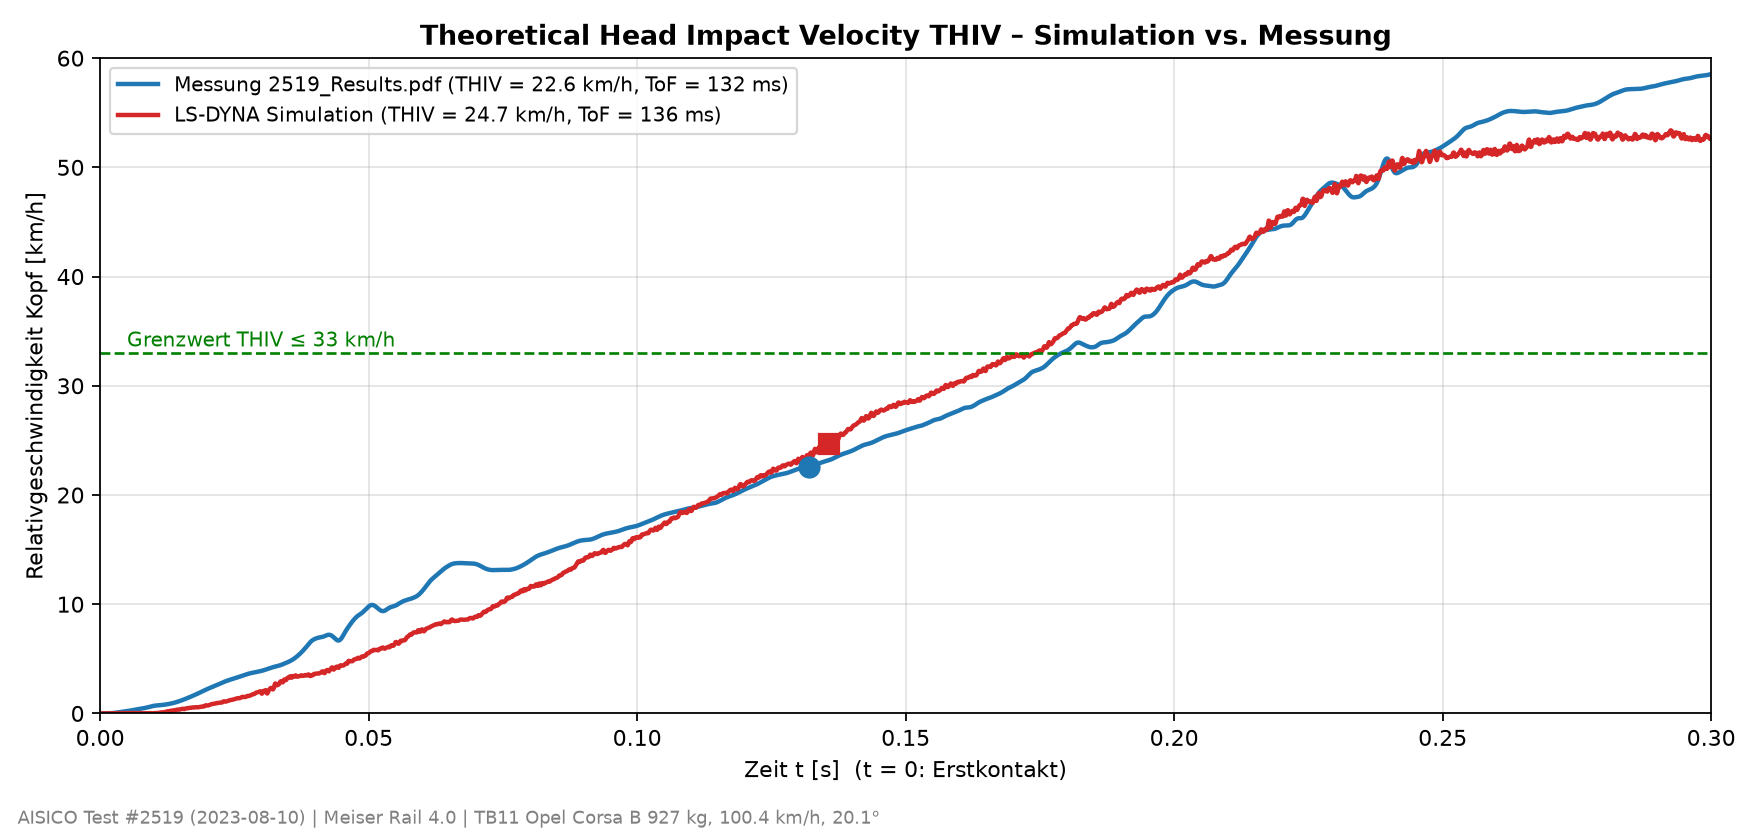 Theoretical Head Impact Velocity THIV – Simulation vs. Messung
60
50
40
30
20
10
0
Relativgeschwindigkeit Kopf [km/h]
Messung 2519_Results.pdf (THIV = 22.6 km/h, ToF = 132 ms)
LS-DYNA Simulation (THIV = 24.7 km/h, ToF = 136 ms)
Grenzwert THIV ≤ 33 km/h
0.00 0.05 0.10 0.15 0.20 0.25 0.30
Zeit t [s]  (t = 0: Erstkontakt)
AISICO Test #2519 (2023-08-10) | Meiser Rail 4.0 | TB11 Opel Corsa B 927 kg, 100.4 km/h, 20.1°